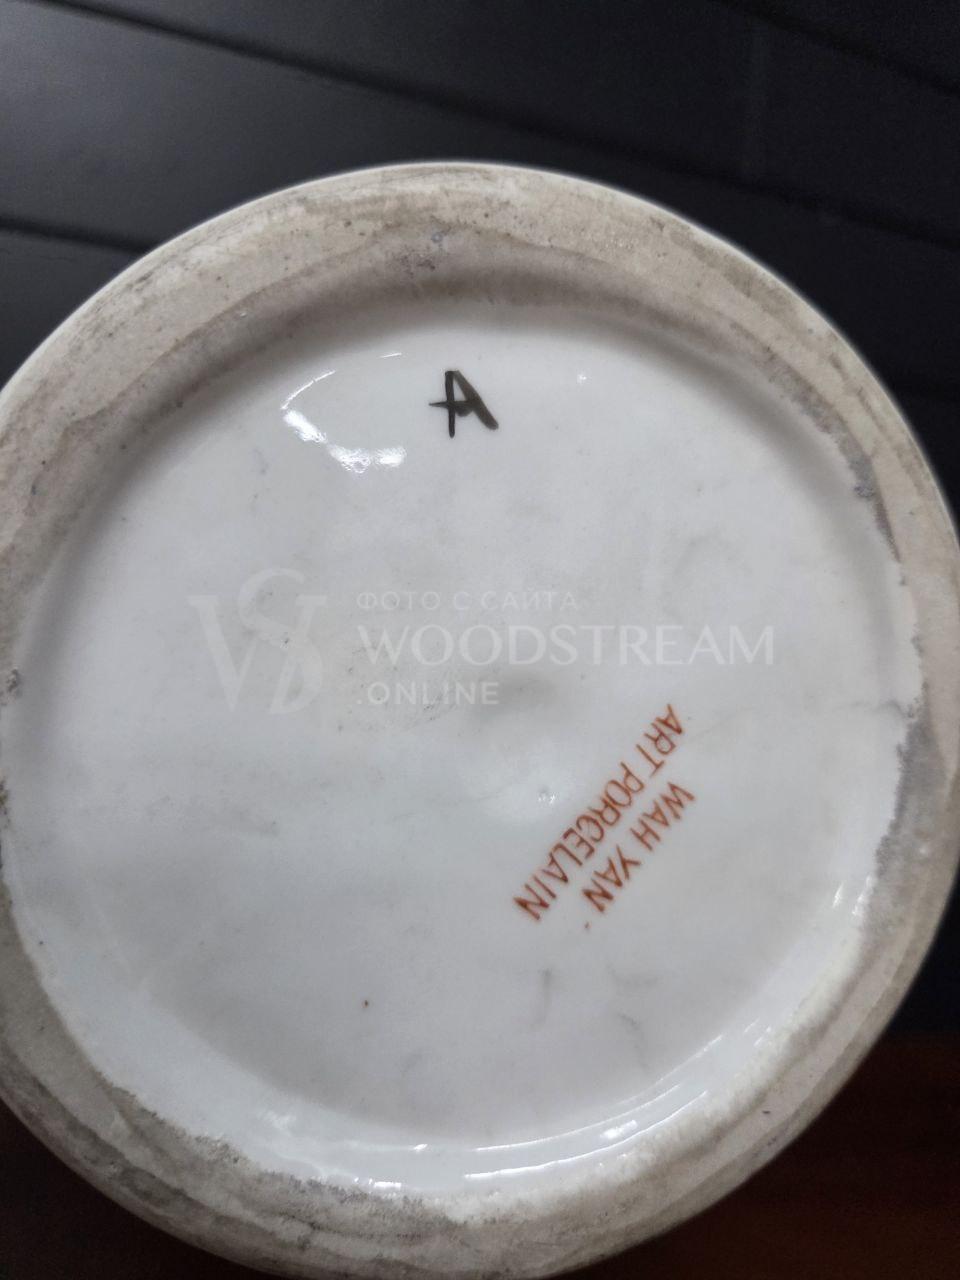 A
ФОТО С САЙТА
WOODSTREAM
.ONLINE
WAH YAN
ART PORCELAIN